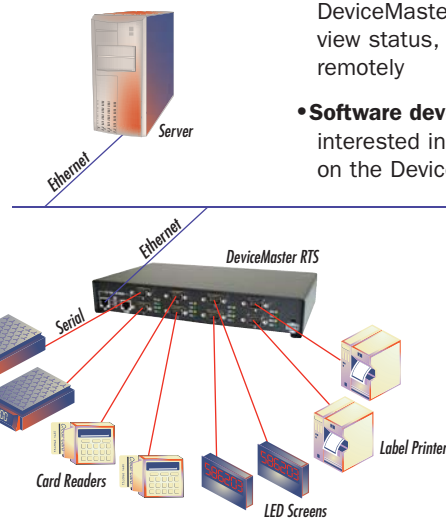 DeviceMaste
view status,
remotely
•Software dev
interested in
on the Devic
Server
Ethernet
Ethernet
DeviceMaster RTS
Serial
Label Printer
Card Readers
LED Screens